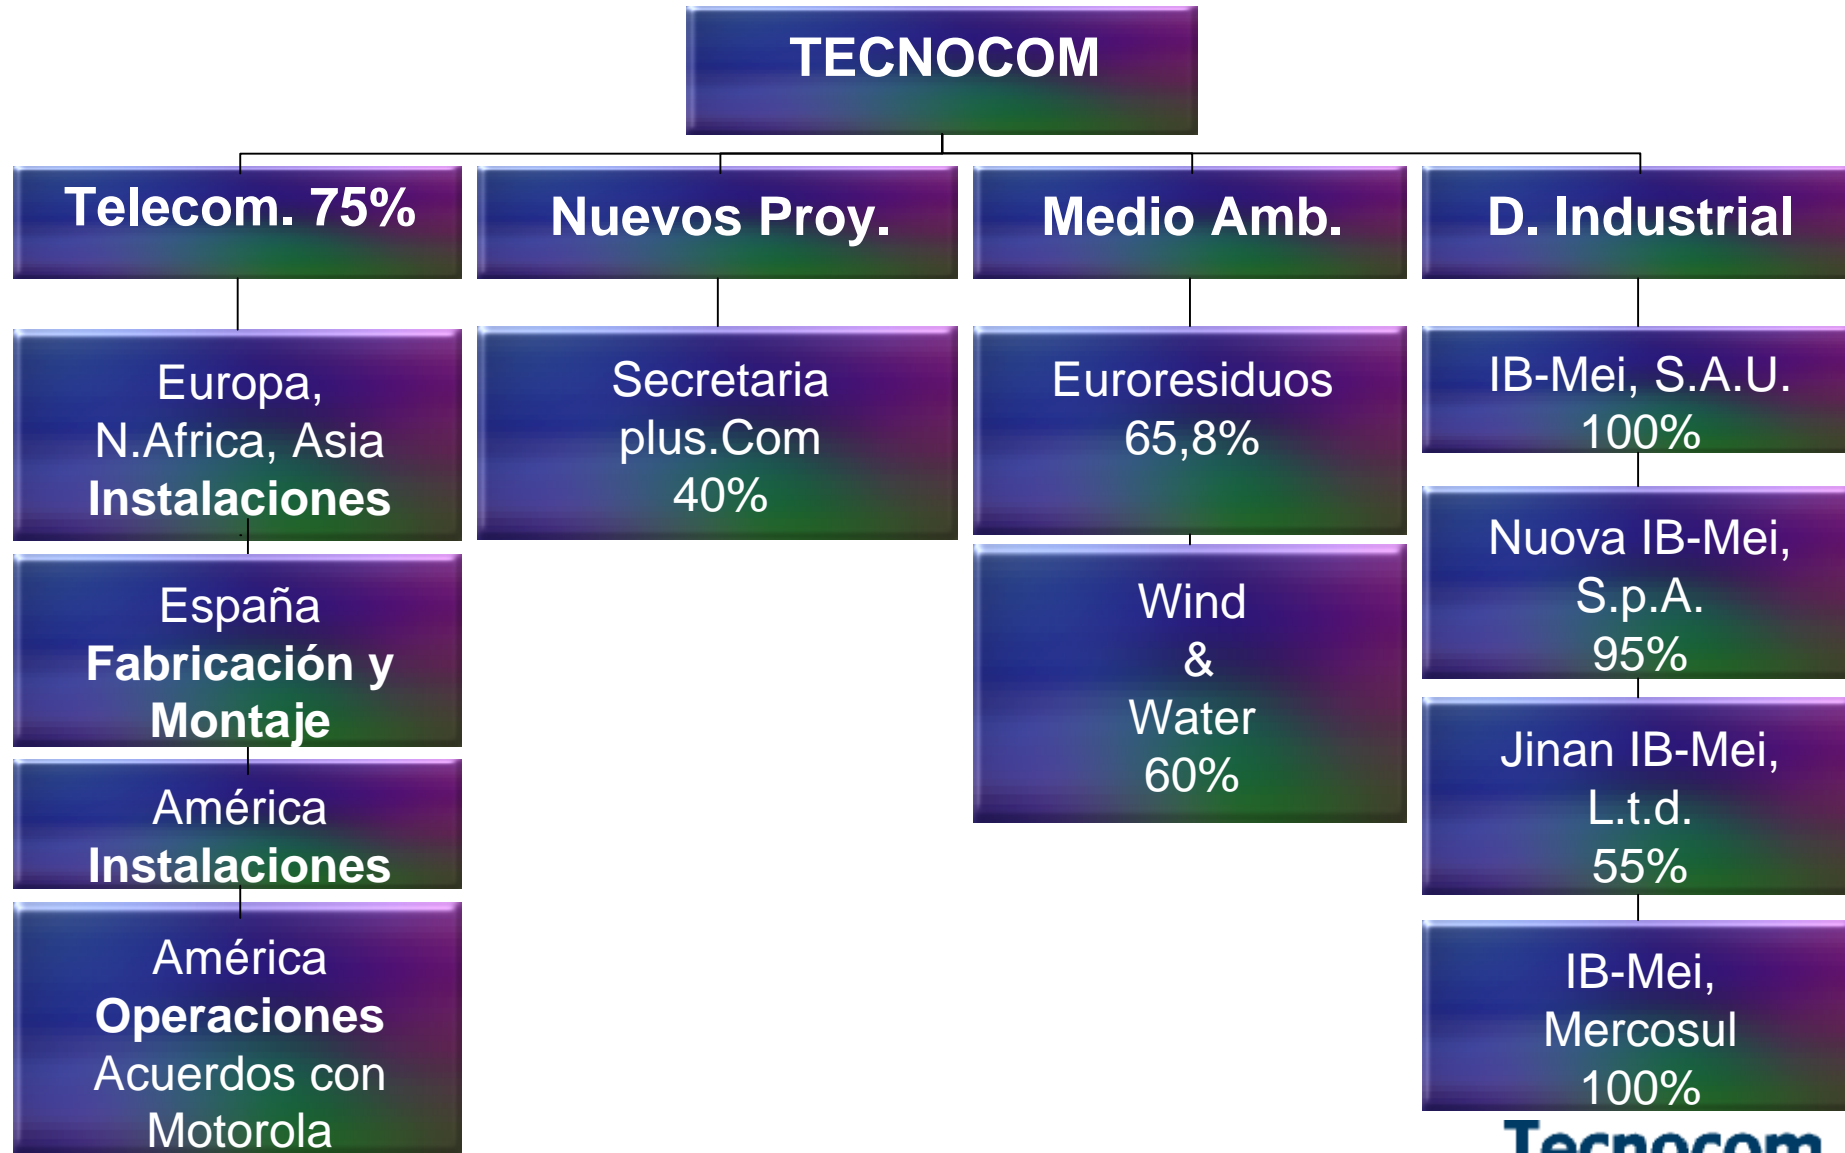 TECNOCOM
Telecom. 75%
Nuevos Proy.
Medio Amb.
D. Industrial
Europa,
N.Africa, Asia
Instalaciones
España
Fabricación y
Montaje
América
Instalaciones
América
Operaciones
Acuerdos con
Motorola
Secretaria
plus.Com
40%
Euroresiduos
65,8%
Wind
&
Water
60%
IB-Mei, S.A.U.
100%
Nuova IB-Mei,
S.p.A.
95%
Jinan IB-Mei,
L.t.d.
55%
IB-Mei,
Mercosul
100%
Tecnocom